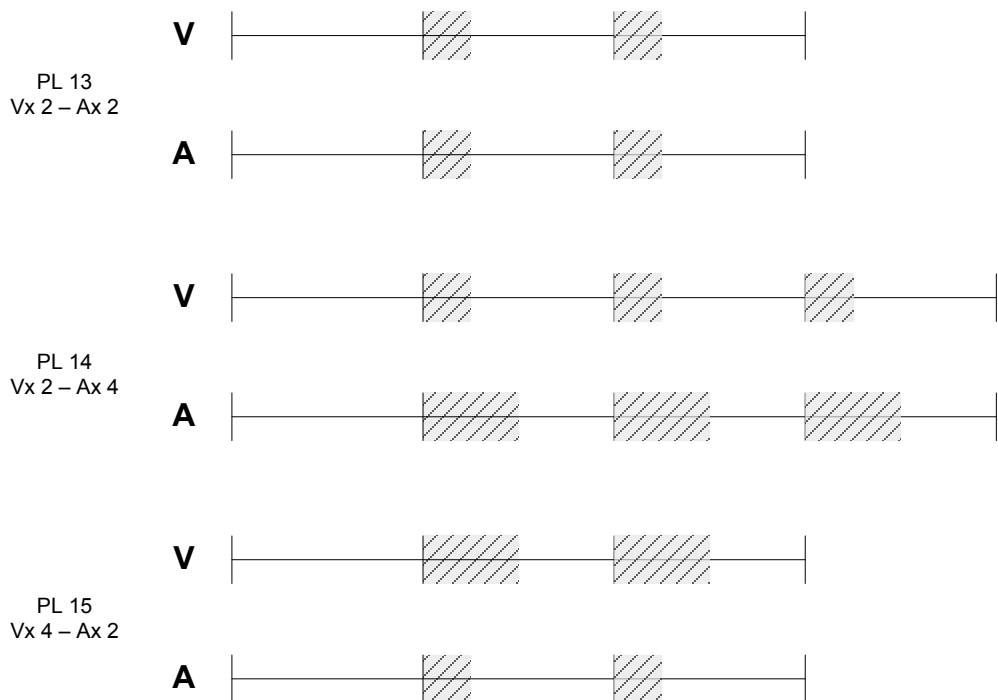 V
PL 13
Vx 2 – Ax 2
A
V
PL 14
Vx 2 – Ax 4
A
V
PL 15
Vx 4 – Ax 2
A